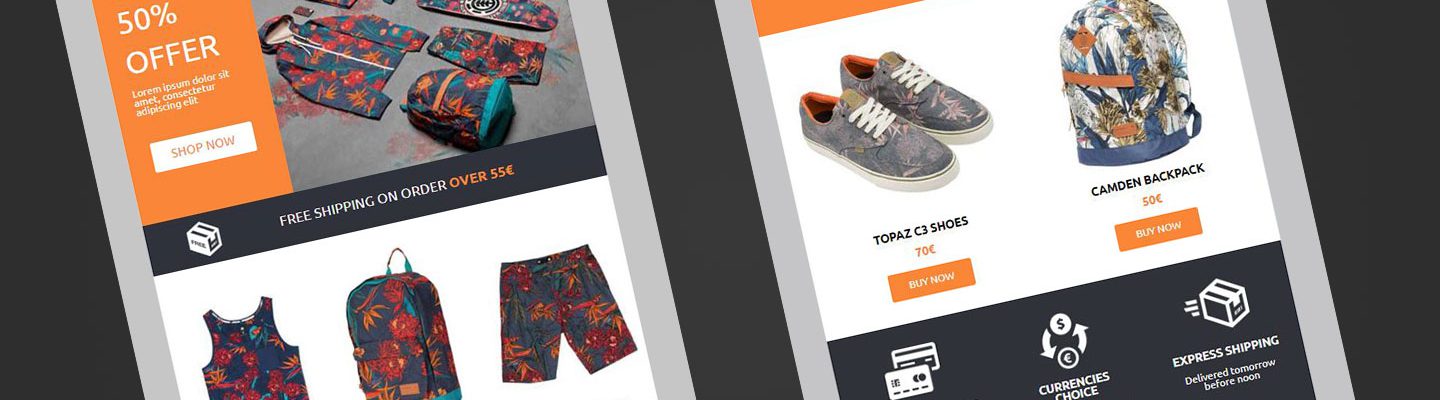 50%
OFFER
Lorem ipsum dolor sit
amet, consectetur
adipiscing elit
SHOP NOW
FREE SHIPPING ON ORDER OVER 55€
FREE
TOPAZ C3 SHOES
70€
BUY NOW
CAMDEN BACKPACK
50€
BUY NOW
$
€
CURRENCIES
CHOICE
EXPRESS SHIPPING
Delivered tomorrow
before noon